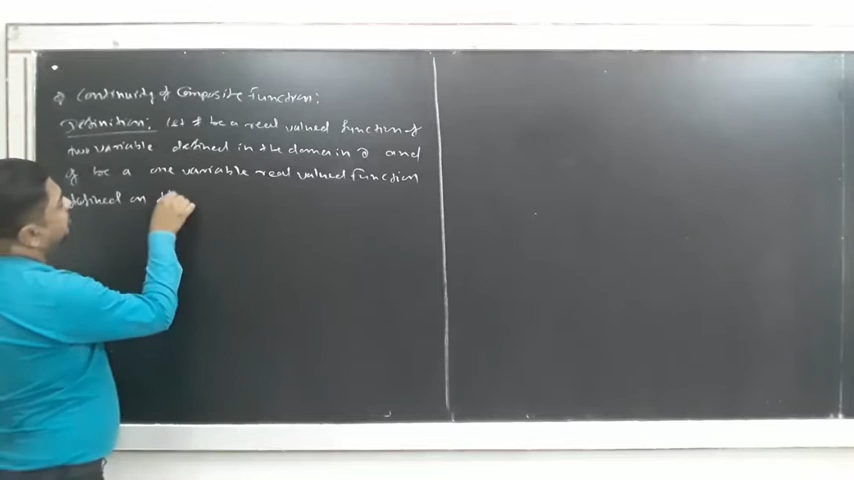 Continuity of Composite Function:
Definition: let f be a real valued function of
two variable defined in the domain D and
g be a one variable real valued Function
defined on